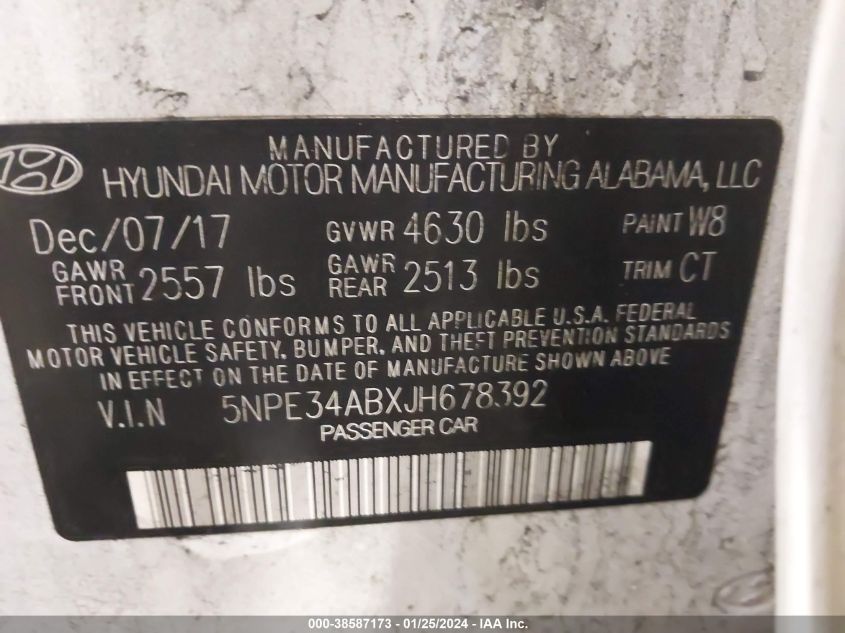 MANUFACTURED BY
HYUNDAI MOTOR MANUFACTURING ALABAMA, LLC
Dec/07/17 GVWR 4630 lbs PAINT W8
GAWR FRONT 2557 lbs GAWR REAR 2513 lbs TRIM CT
THIS VEHICLE CONFORMS TO ALL APPLICABLE U.S.A. FEDERAL
MOTOR VEHICLE SAFETY, BUMPER, AND THEFT PREVENTION STANDARDS
IN EFFECT ON THE DATE OF MANUFACTURE SHOWN ABOVE
V.I.N 5NPE34ABXJH678392
PASSENGER CAR
000-38587173 - 01/25/2024 - IAA Inc.